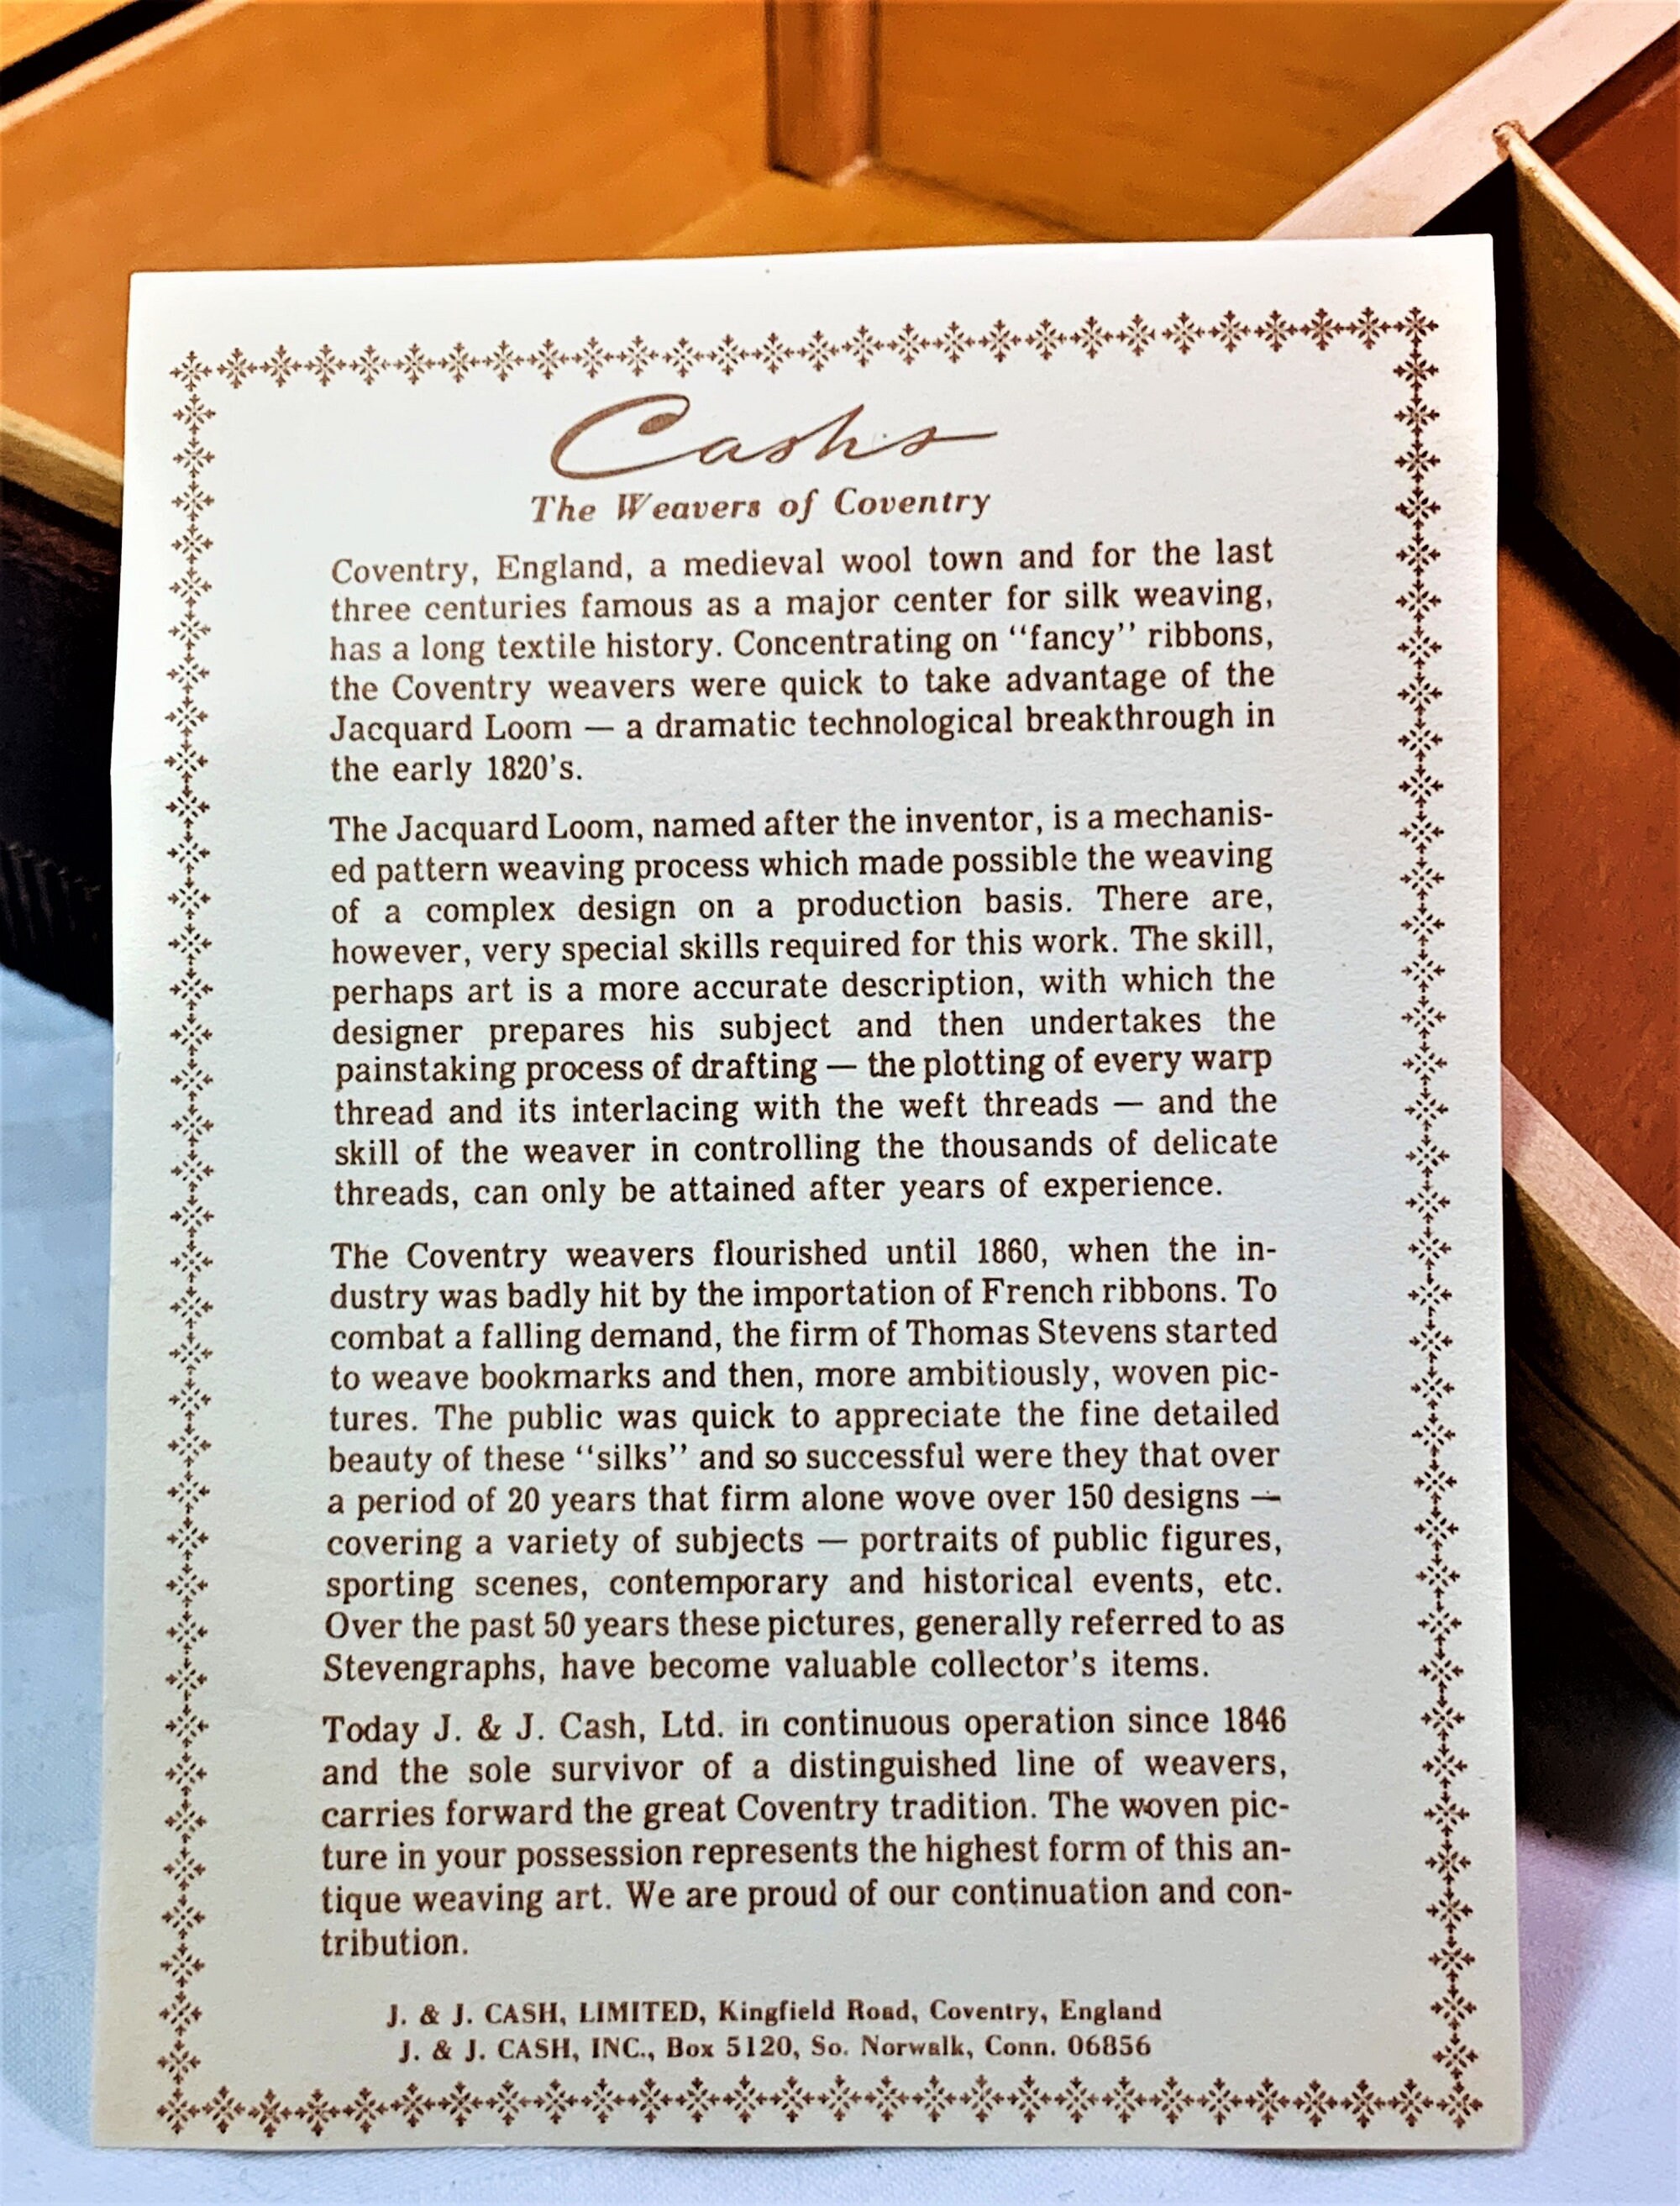 Cash's
The Weavers of Coventry
Coventry, England, a medieval wool town and for the last
three centuries famous as a major center for silk weaving,
has a long textile history. Concentrating on "fancy" ribbons,
the Coventry weavers were quick to take advantage of the
Jacquard Loom — a dramatic technological breakthrough in
the early 1820's.
The Jacquard Loom, named after the inventor, is a mechanis-
ed pattern weaving process which made possible the weaving
of a complex design on a production basis. There are,
however, very special skills required for this work. The skill,
perhaps art is a more accurate description, with which the
designer prepares his subject and then undertakes the
painstaking process of drafting — the plotting of every warp
thread and its interlacing with the weft threads — and the
skill of the weaver in controlling the thousands of delicate
threads, can only be attained after years of experience.
The Coventry weavers flourished until 1860, when the in-
dustry was badly hit by the importation of French ribbons. To
combat a falling demand, the firm of Thomas Stevens started
to weave bookmarks and then, more ambitiously, woven pic-
tures. The public was quick to appreciate the fine detailed
beauty of these "silks" and so successful were they that over
a period of 20 years that firm alone wove over 150 designs —
covering a variety of subjects — portraits of public figures,
sporting scenes, contemporary and historical events, etc.
Over the past 50 years these pictures, generally referred to as
Stevengraphs, have become valuable collector's items.
Today J. & J. Cash, Ltd. in continuous operation since 1846
and the sole survivor of a distinguished line of weavers,
carries forward the great Coventry tradition. The woven pic-
ture in your possession represents the highest form of this an-
tique weaving art. We are proud of our continuation and con-
tribution.
J. & J. CASH, LIMITED, Kingfield Road, Coventry, England
J. & J. CASH, INC., Box 5120, So. Norwalk, Conn. 06856